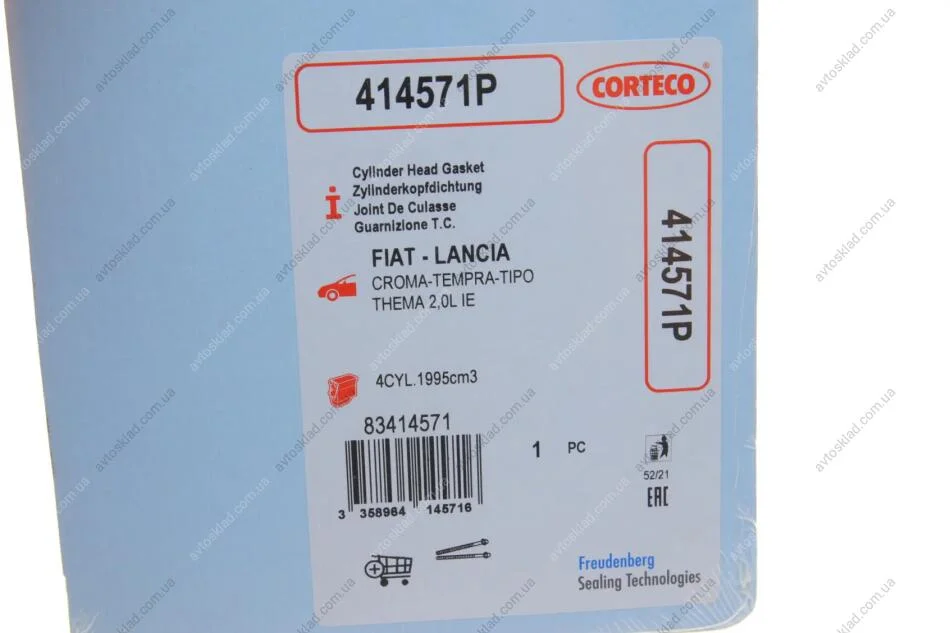 414571P
CORTECO®
Cylinder Head Gasket
Zylinderkopfdichtung
Joint De Culasse
Guarnizione T.C.
FIAT - LANCIA
CROMA-TEMPRA-TIPO
THEMA 2,0L IE
414571P
4CYL.1995cm3
83414571
1 PC
3 358964 145716
52/21
EAC
Freudenberg
Sealing Technologies
avtosklad.com.ua